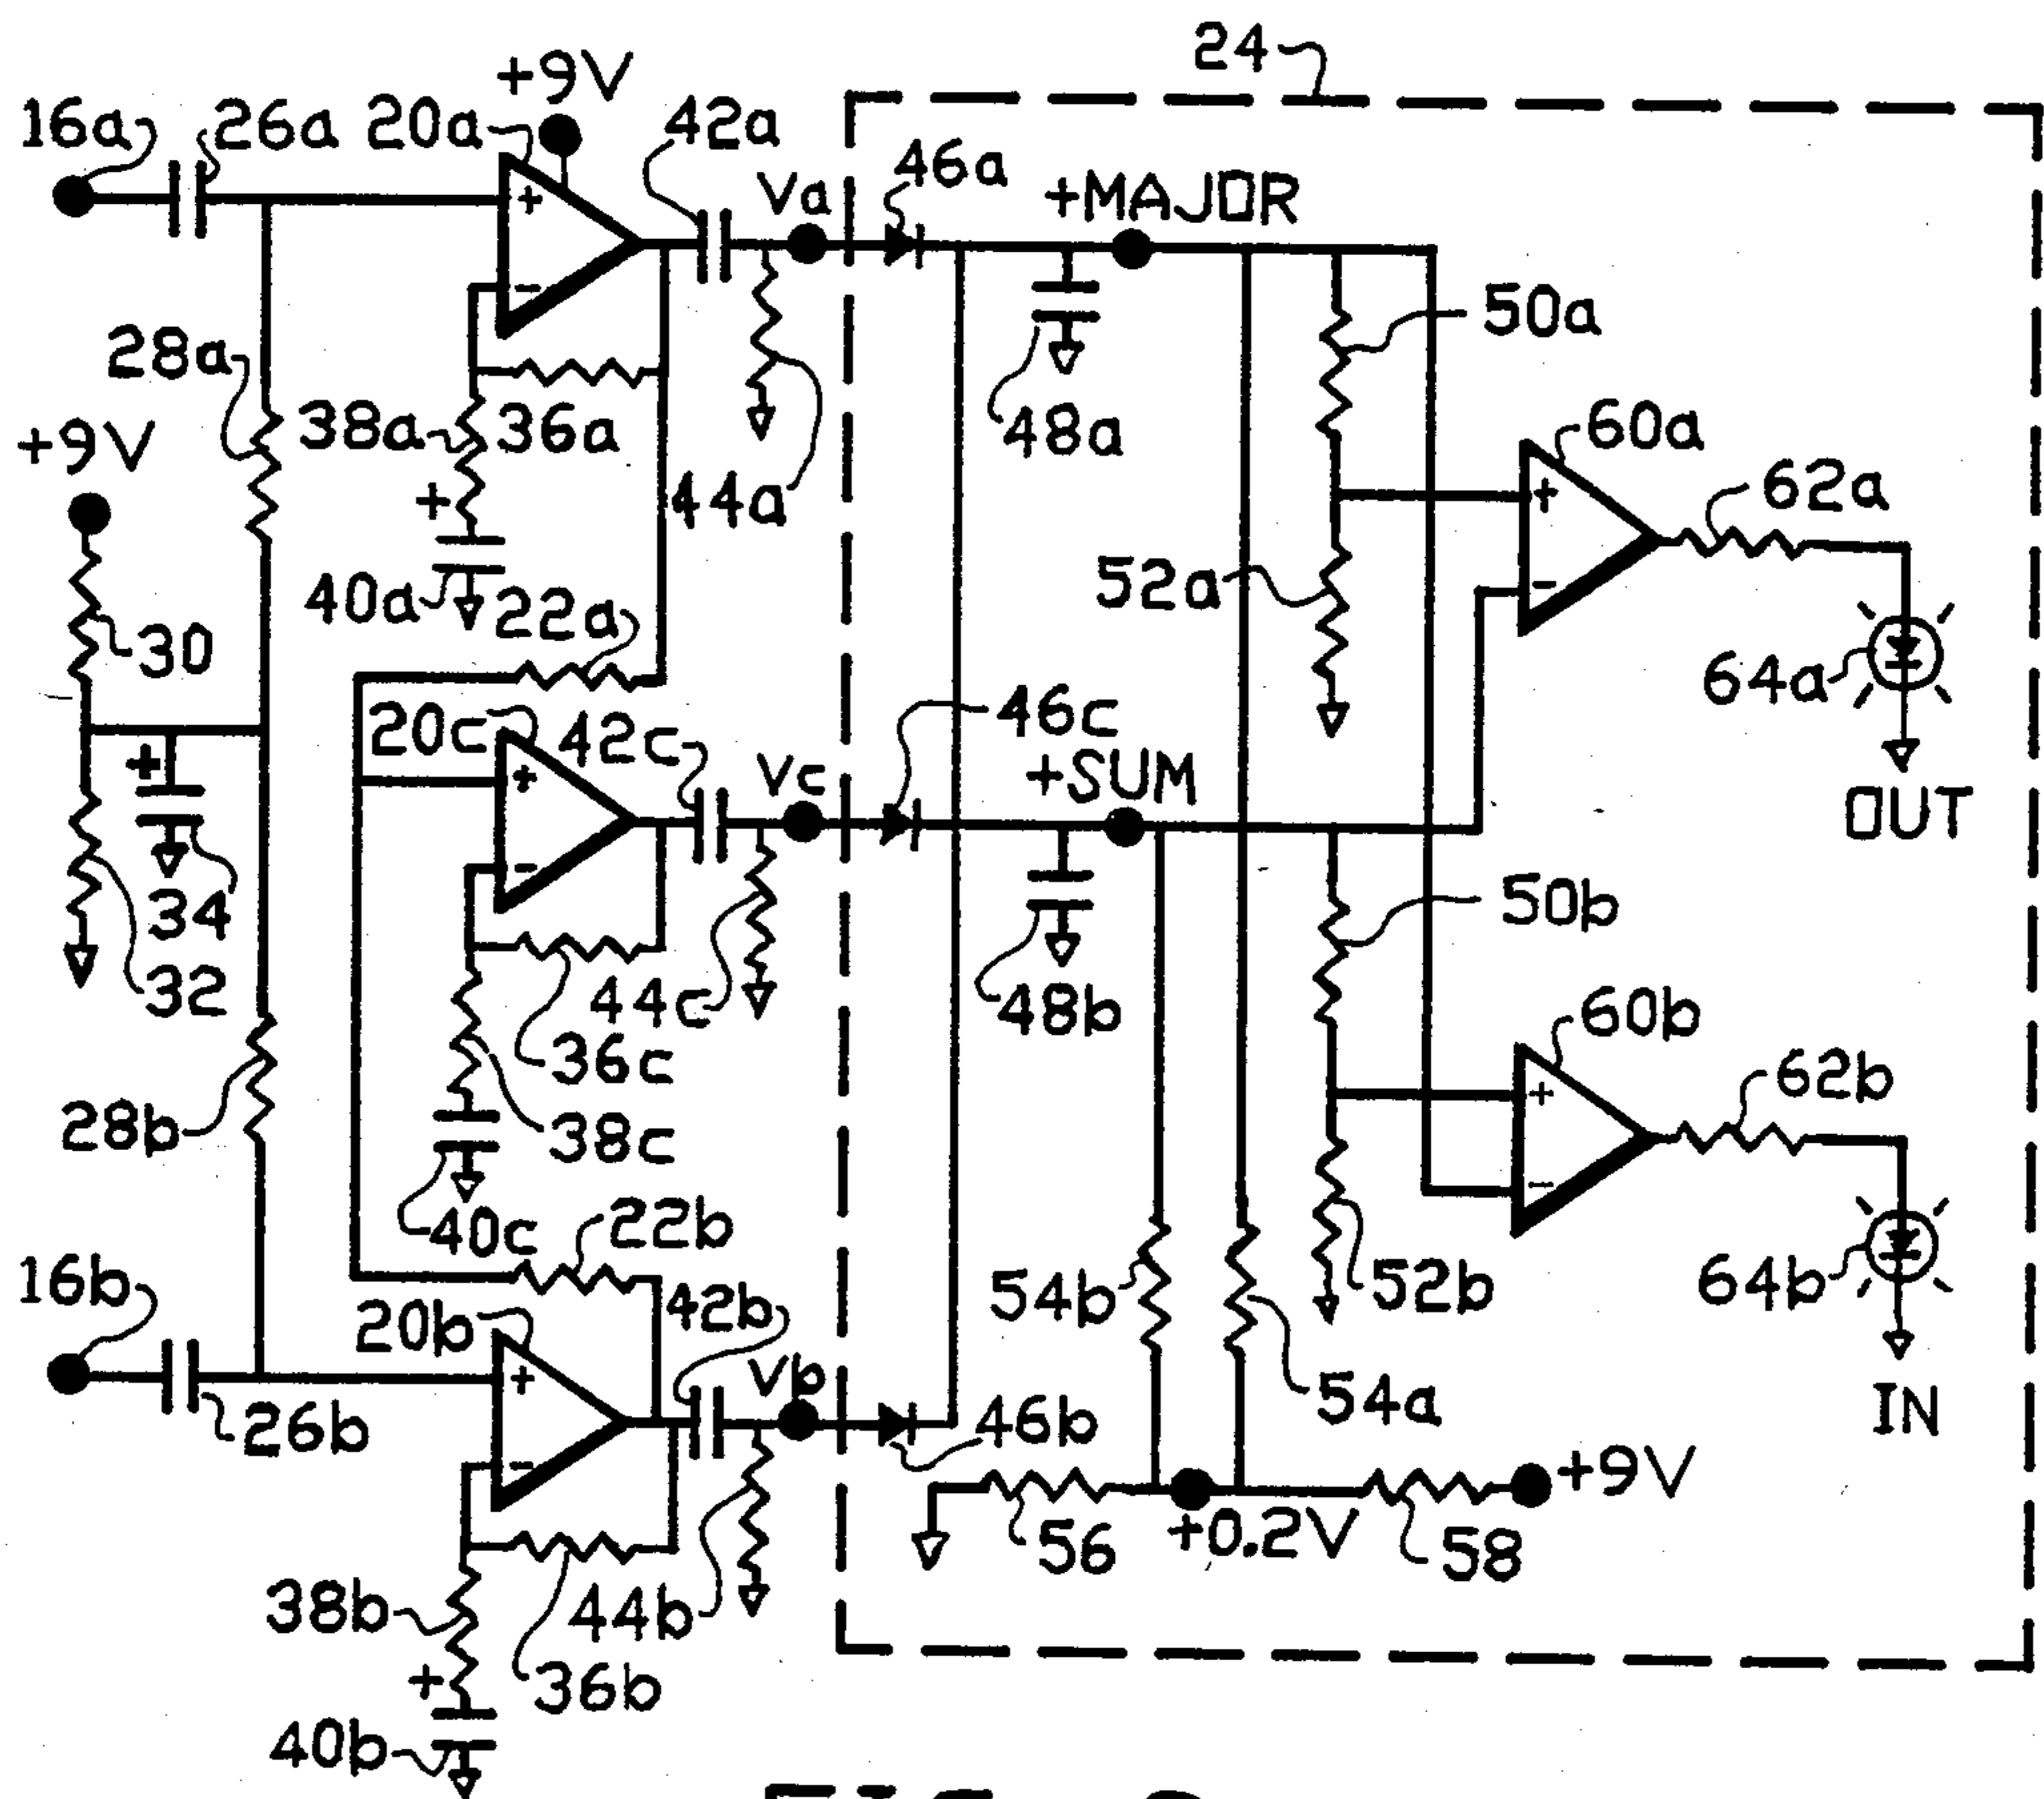 24
+9V
16a
26a
20a
42a
46a
Va
+MAJOR
+
-
28a
50a
+9V
38a
36a
48a
60a
+
44a
62a
+
40a
22a
52a
-
30
64a
20c
42c
46c
+
Vc
+SUM
+
OUT
-
34
50b
32
44c
48b
60b
36c
28b
38c
62b
+
40c
22b
-
16b
54b
52b
64b
20b
42b
Vb
+
54a
26b
46b
IN
-
+9V
56
+0.2V
58
38b
44b
+
36b
40b